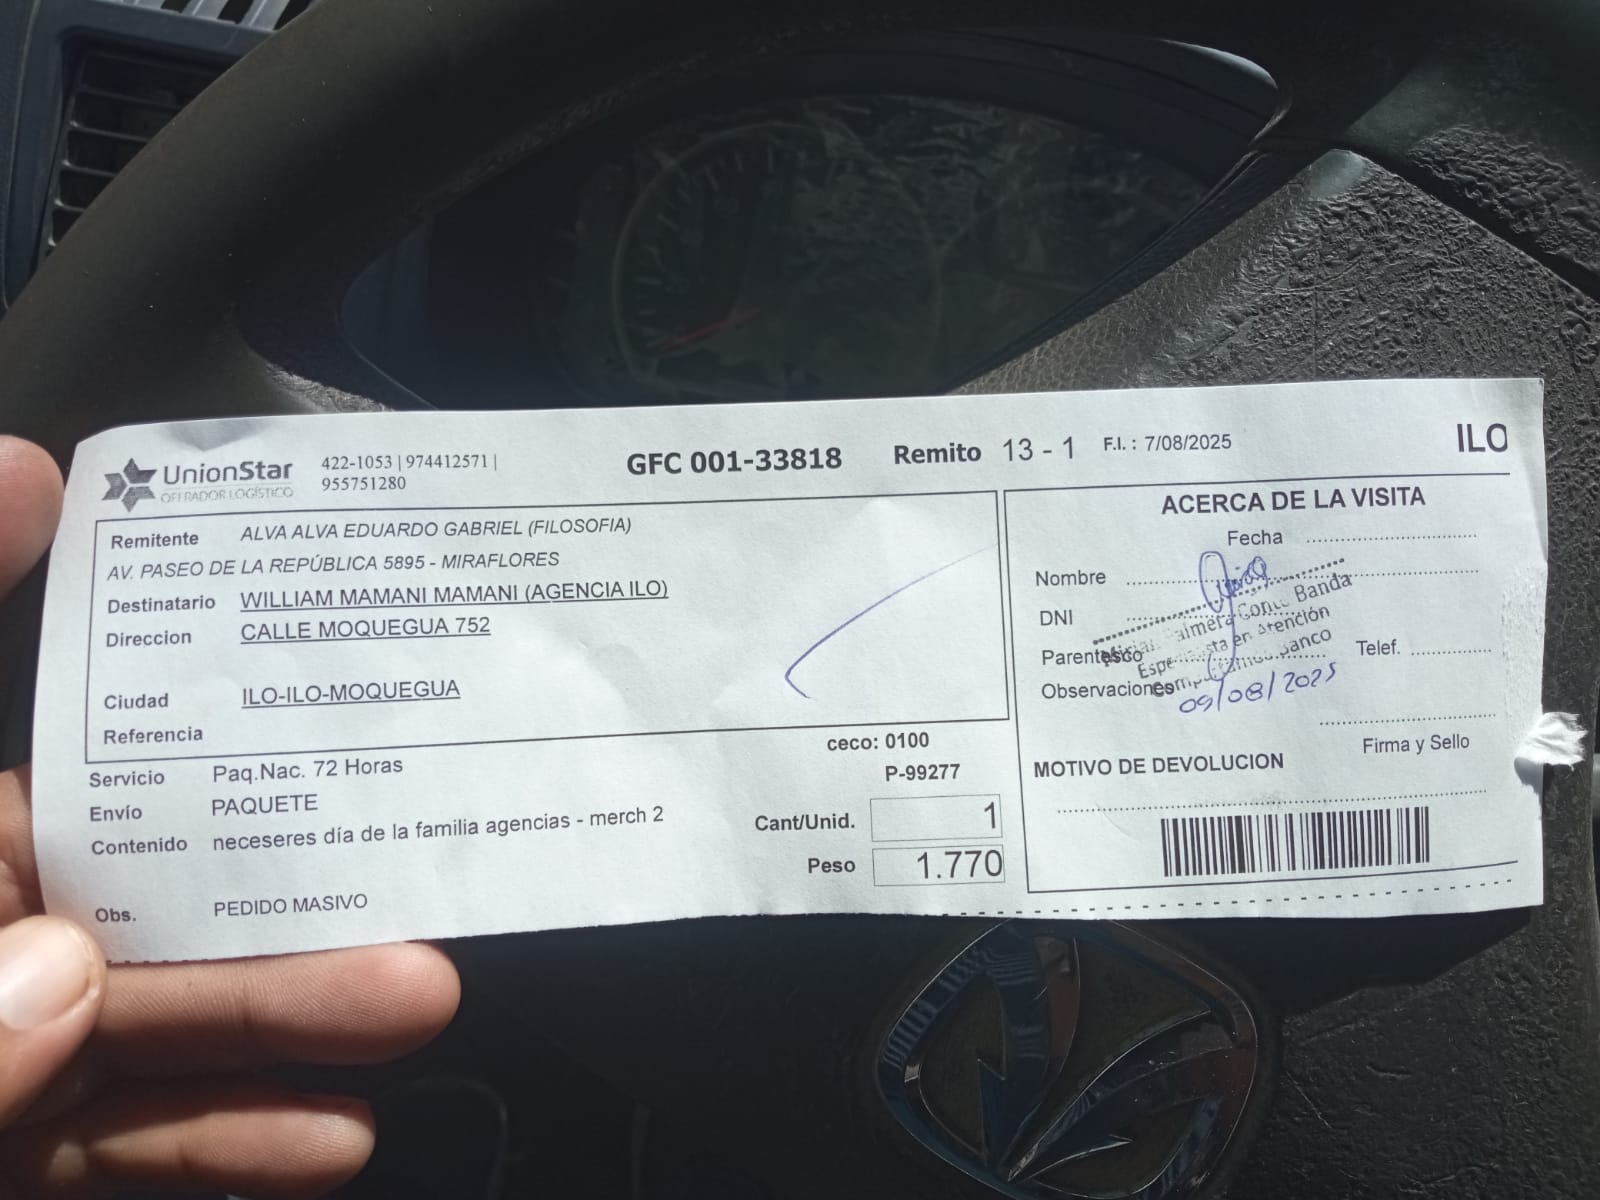 UnionStar
OPERADOR LOGÍSTICO
422-1053 | 974412571 |
955751280
GFC 001-33818
Remito 13 - 1
F.I. : 7/08/2025
ILO
Remitente ALVA ALVA EDUARDO GABRIEL (FILOSOFIA)
AV. PASEO DE LA REPÚBLICA 5895 - MIRAFLORES
Destinatario WILLIAM MAMANI MAMANI (AGENCIA ILO)
Direccion CALLE MOQUEGUA 752
Ciudad ILO-ILO-MOQUEGUA
Referencia
Servicio Paq.Nac. 72 Horas
Envío PAQUETE
Contenido neceseres día de la familia agencias - merch 2
Obs. PEDIDO MASIVO
ceco: 0100
P-99277
Cant/Unid. 1
Peso 1.770
ACERCA DE LA VISITA
Fecha
Nombre
DNI
Parentesco
Telef.
Observaciones
Banda
en Atención
Banco
09/08/2025
Firma y Sello
MOTIVO DE DEVOLUCION